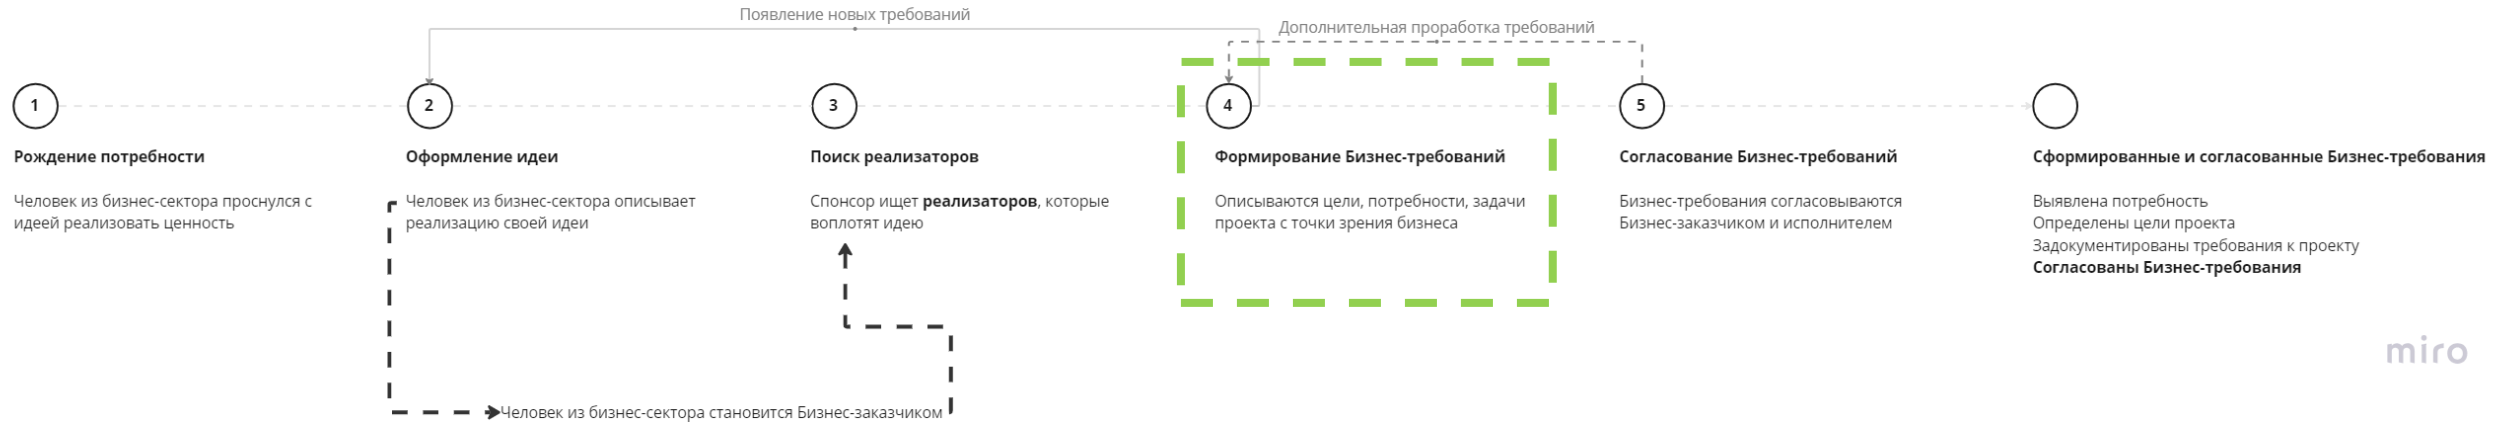 Появление новых требований
Дополнительная проработка требований
1
2
3
4
5
Рождение потребности
Человек из бизнес-сектора проснулся с
идеей реализовать ценность
Оформление идеи
Человек из бизнес-сектора описывает
реализацию своей идеи
Поиск реализаторов
Спонсор ищет реализаторов, которые
воплотят идею
Формирование Бизнес-требований
Описываются цели, потребности, задачи
проекта с точки зрения бизнеса
Согласование Бизнес-требований
Бизнес-требования согласовываются
Бизнес-заказчиком и исполнителем
Сформированные и согласованные Бизнес-требования
Выявлена потребность
Определены цели проекта
Задокументированы требования к проекту
Согласованы Бизнес-требования
Человек из бизнес-сектора становится Бизнес-заказчиком
miro